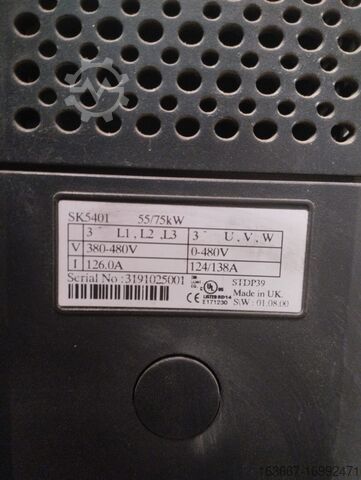 SK5401 55/75kW
3~ L1, L2, L3 3~ U, V, W
V 380-480V 0-480V
I 126.0A 124/138A
Serial No :3191025001 STDP39
Made in UK.
E171230 S/W : 01.08.00
163667-16992471